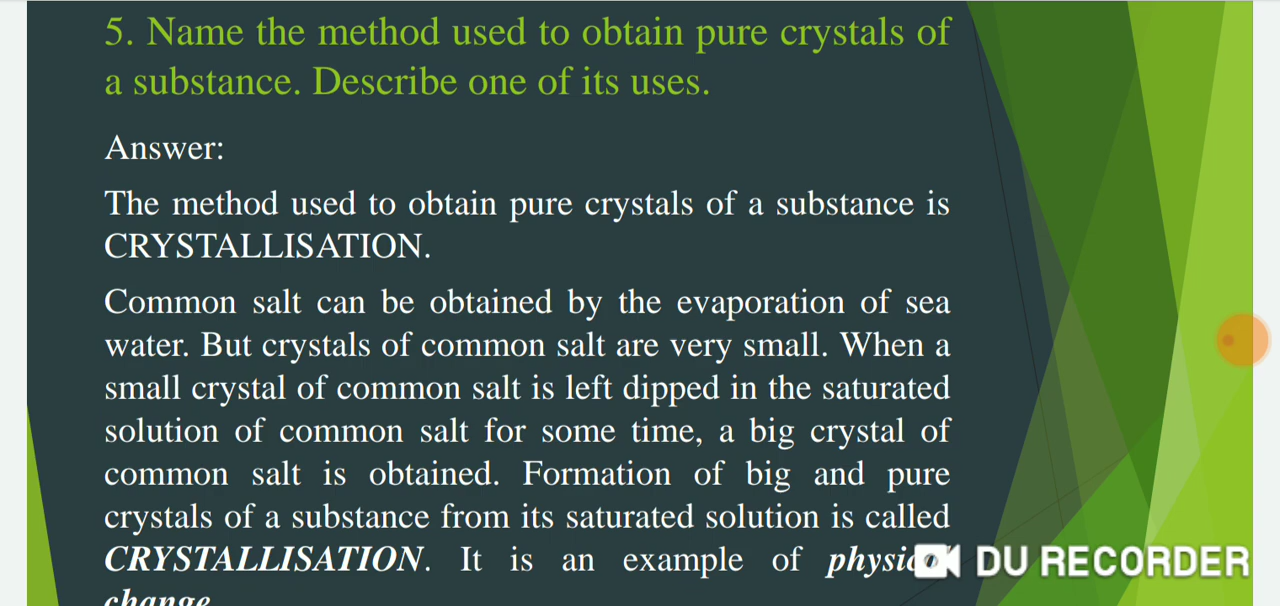 5. Name the method used to obtain pure crystals of
a substance. Describe one of its uses.
Answer:
The method used to obtain pure crystals of a substance is
CRYSTALLISATION.
Common salt can be obtained by the evaporation of sea
water. But crystals of common salt are very small. When a
small crystal of common salt is left dipped in the saturated
solution of common salt for some time, a big crystal of
common salt is obtained. Formation of big and pure
crystals of a substance from its saturated solution is called
CRYSTALLISATION. It is an example of
change
DU RECORDER